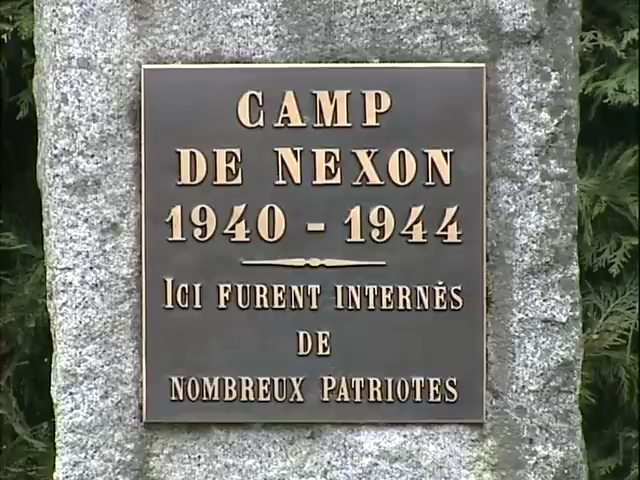 CAMP
DE NEXON
1940 - 1944
ICI FURENT INTERNÉS
DE
NOMBREUX PATRIOTES